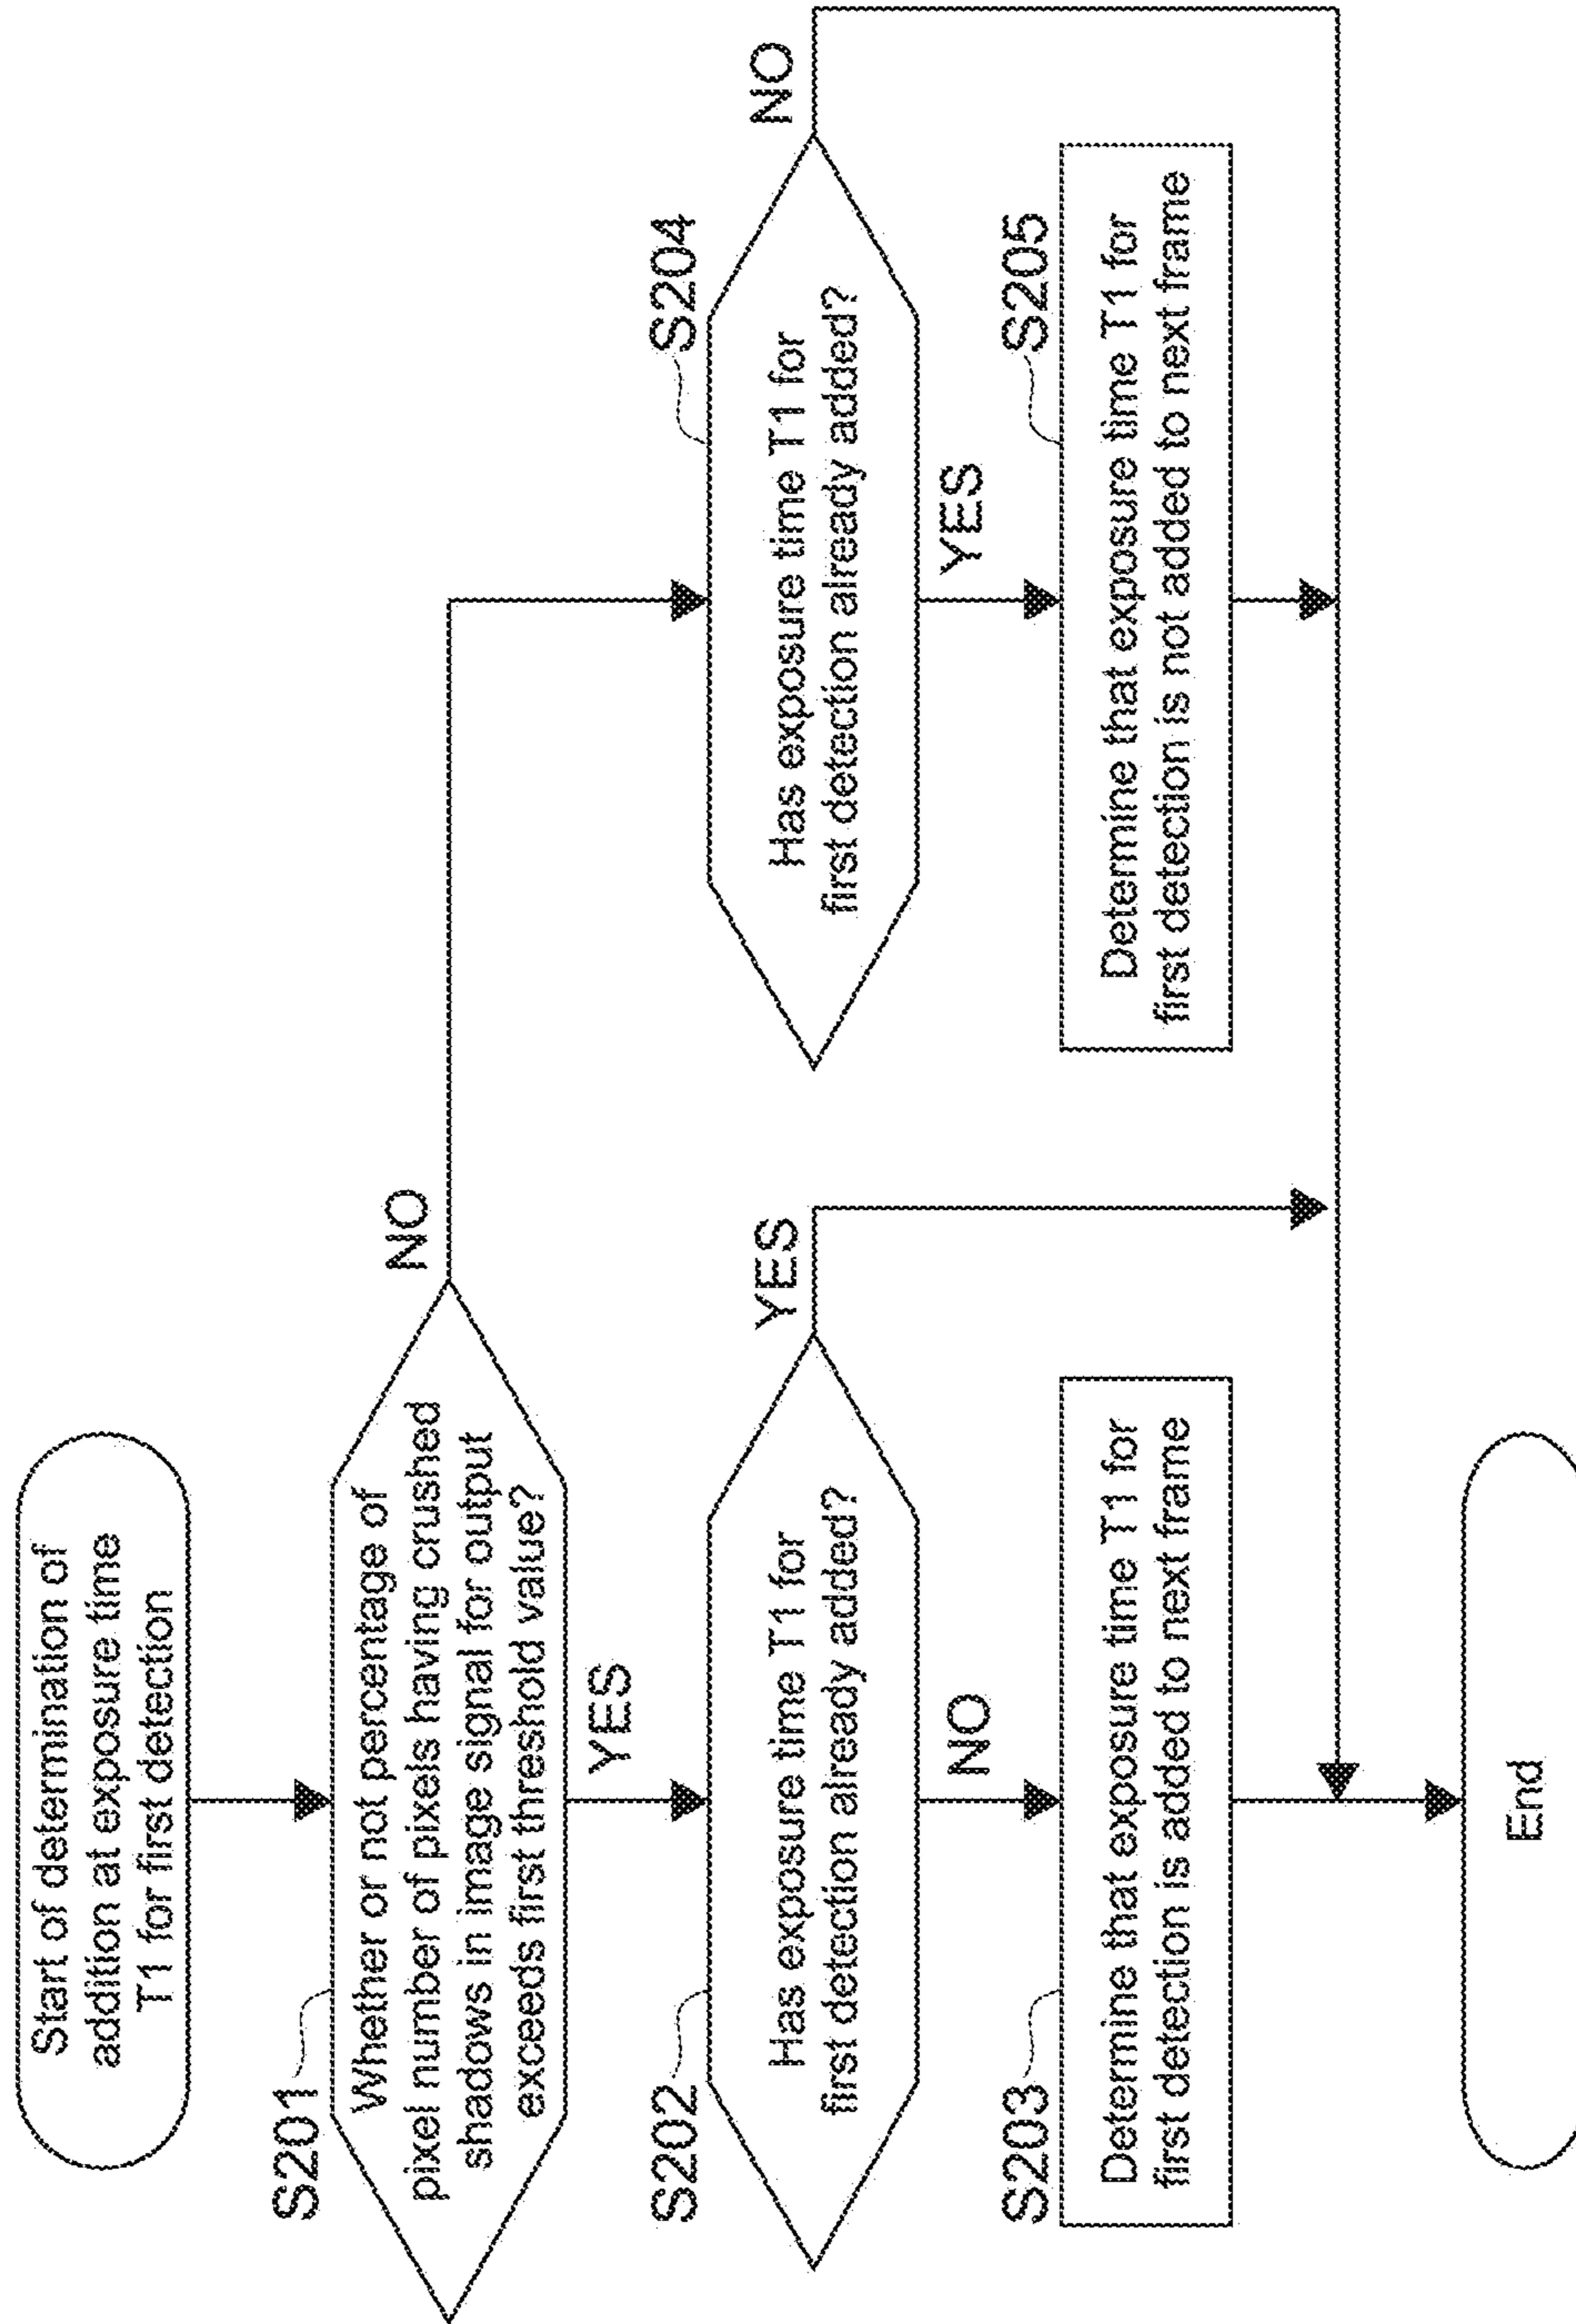 Start of determination of
addition at exposure time
T1 for first detection
S201
Whether or not percentage of
pixel number of pixels having crushed
shadows in image signal for output
exceeds first threshold value?
NO
YES
S202
Has exposure time T1 for
first detection already added?
YES
NO
S203
Determine that exposure time T1 for
first detection is added to next frame
S204
Has exposure time T1 for
first detection already added?
NO
YES
S205
Determine that exposure time T1 for
first detection is not added to next frame
End